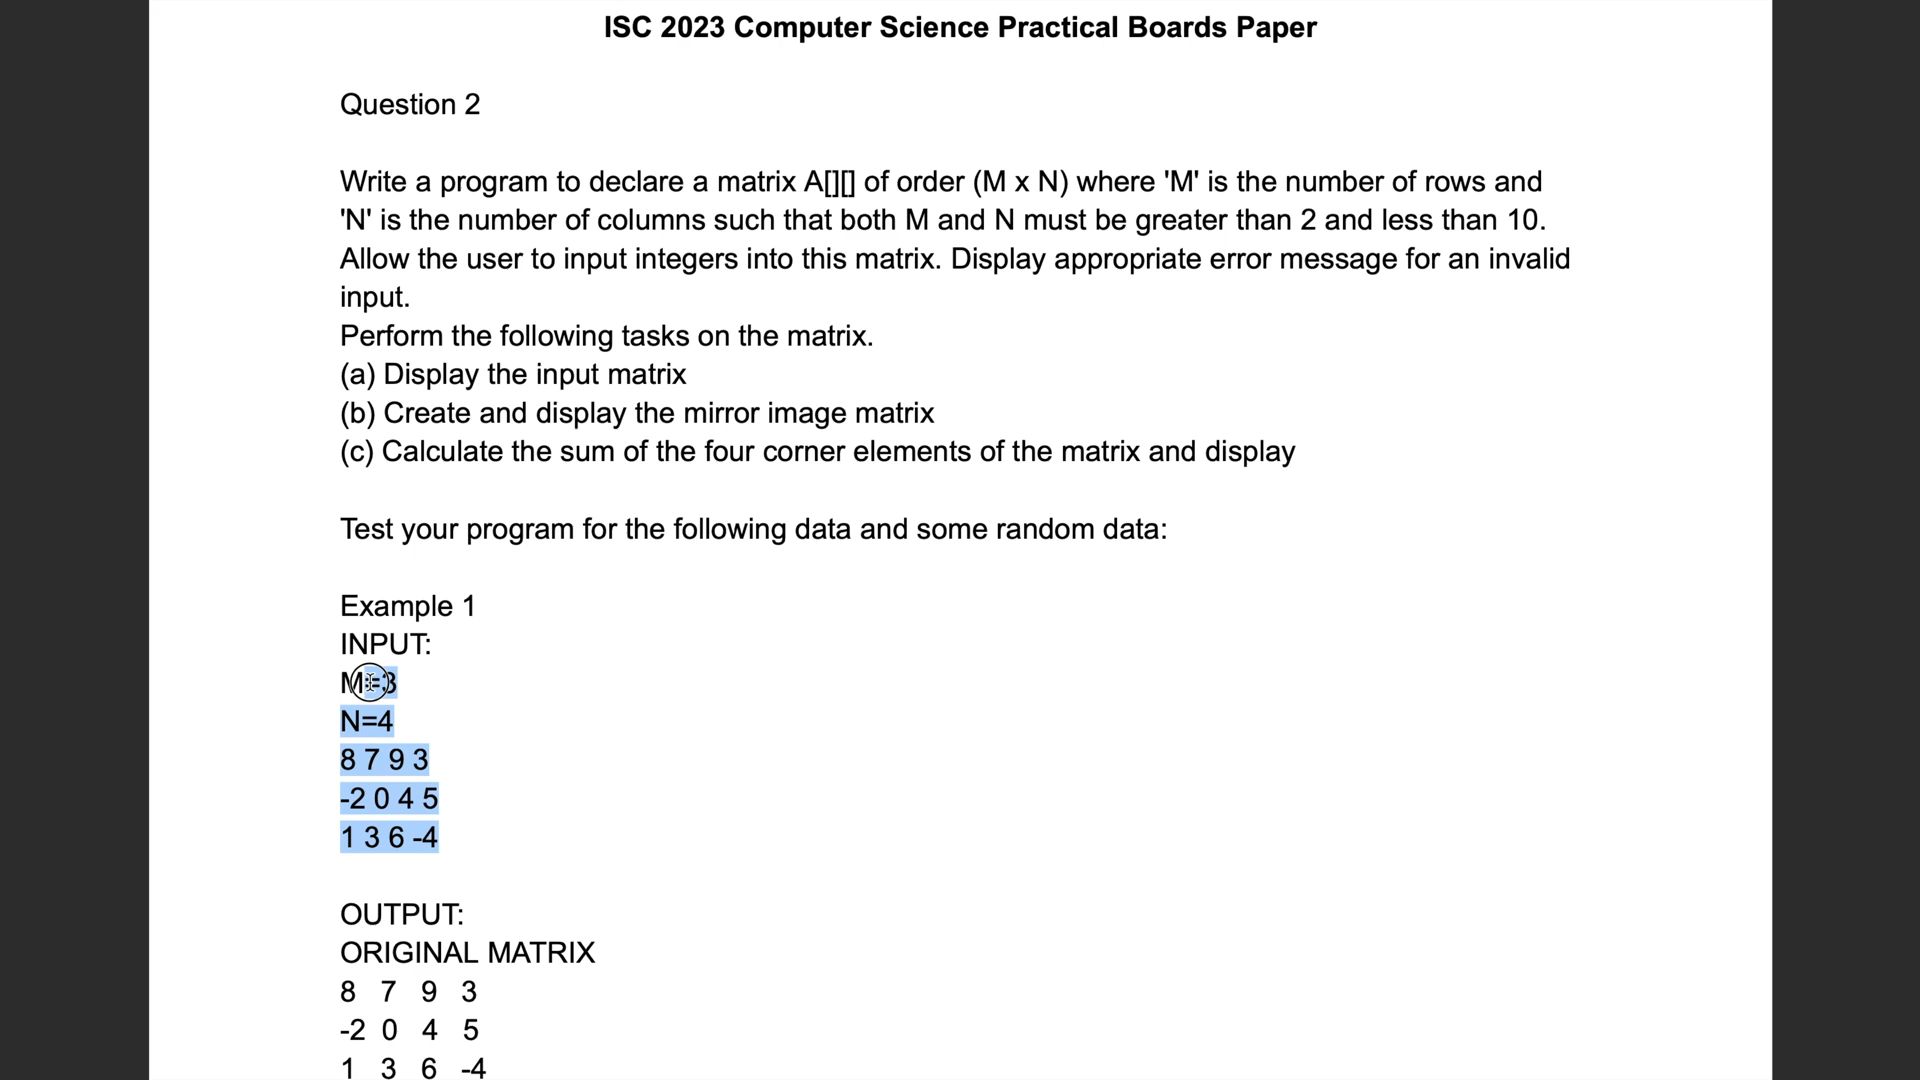 ISC 2023 Computer Science Practical Boards Paper
Question 2
Write a program to declare a matrix A[][] of order (M x N) where 'M' is the number of rows and
'N' is the number of columns such that both M and N must be greater than 2 and less than 10.
Allow the user to input integers into this matrix. Display appropriate error message for an invalid
input.
Perform the following tasks on the matrix.
(a) Display the input matrix
(b) Create and display the mirror image matrix
(c) Calculate the sum of the four corner elements of the matrix and display
Test your program for the following data and some random data:
Example 1
INPUT:
M=3
N=4
8 7 9 3
-2 0 4 5
1 3 6 -4
OUTPUT:
ORIGINAL MATRIX
8 7 9 3
-2 0 4 5
1 3 6 -4